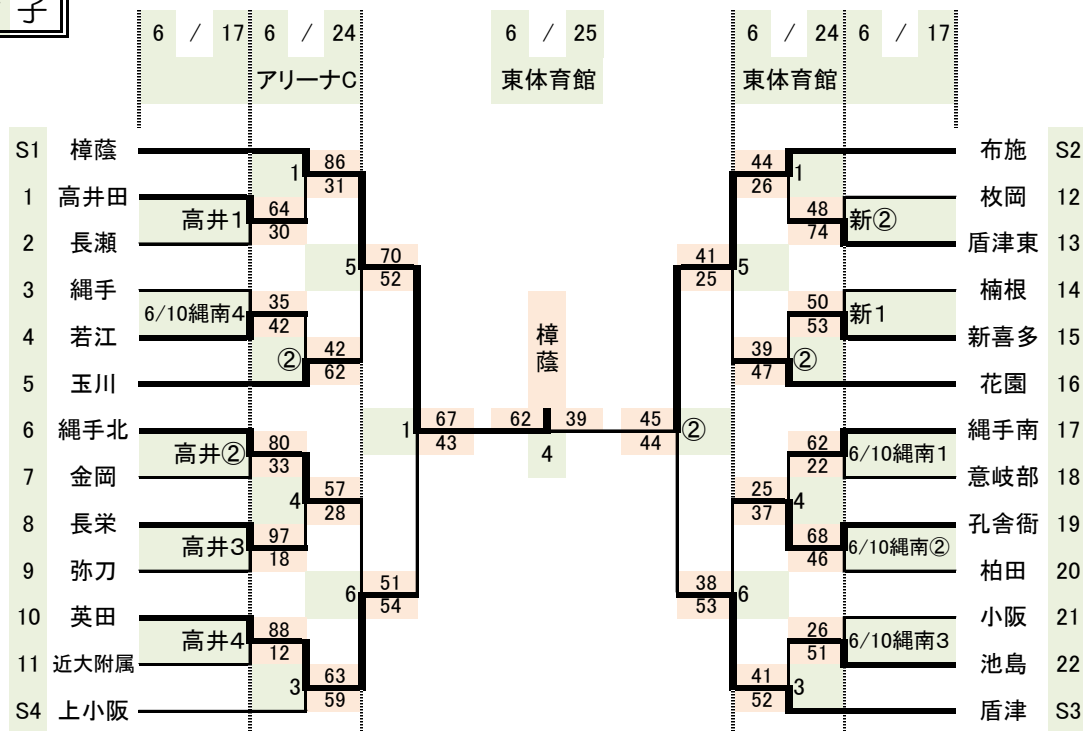 子
6 / 17 6 / 24 6 / 25 6 / 24 6 / 17
アリーナC 東体育館 東体育館
S1 樟蔭 布施 S2
86 44
1 1
31 26
1 高井田 枚岡 12
64 48
高井1 新②
30 74
2 長瀬 盾津東 13
70 41
5 5
52 25
3 縄手 楠根 14
35 50
6/10縄南4 新1
42 53
4 若江 樟蔭 新喜多 15
42 39
② ②
62 47
5 玉川 花園 16
67 62 39 45
1 ②
43 4 44
6 縄手北 縄手南 17
80 62
高井② 6/10縄南1
33 22
7 金岡 意岐部 18
57 25
4 4
28 37
8 長栄 孔舎衙 19
97 68
高井3 6/10縄南②
18 46
9 弥刀 柏田 20
51 38
6 6
54 53
10 英田 小阪 21
88 26
高井4 6/10縄南3
12 51
11 近大附属 池島 22
63 41
3 3
59 52
S4 上小阪 盾津 S3